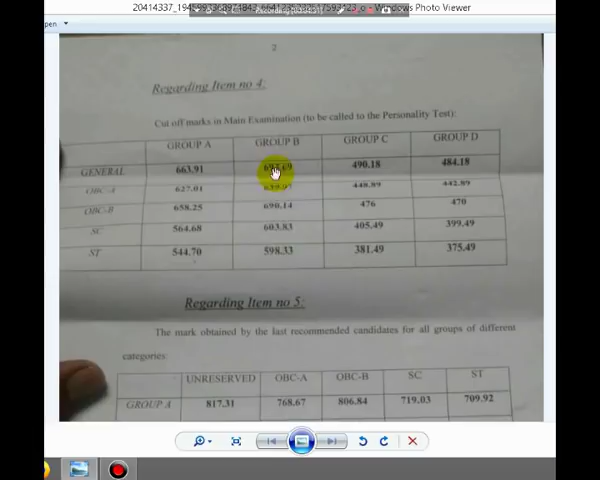 Windows Photo Viewer
2
Regarding Item no 4:
Cut off marks in Main Examination (to be called to the Personality Test):
GROUP A GROUP B GROUP C GROUP D
GENERAL 663.91 490.18 484.18
OBC-A 627.01 448.89 442.89
OBC-B 658.25 690.14 476 470
SC 564.68 603.83 405.49 399.49
ST 544.70 598.33 381.49 375.49
Regarding Item no 5:
The mark obtained by the last recommended candidates for all groups of different
categories:
UNRESERVED OBC-A OBC-B SC ST
GROUP A 817.31 768.67 806.84 719.03 709.92